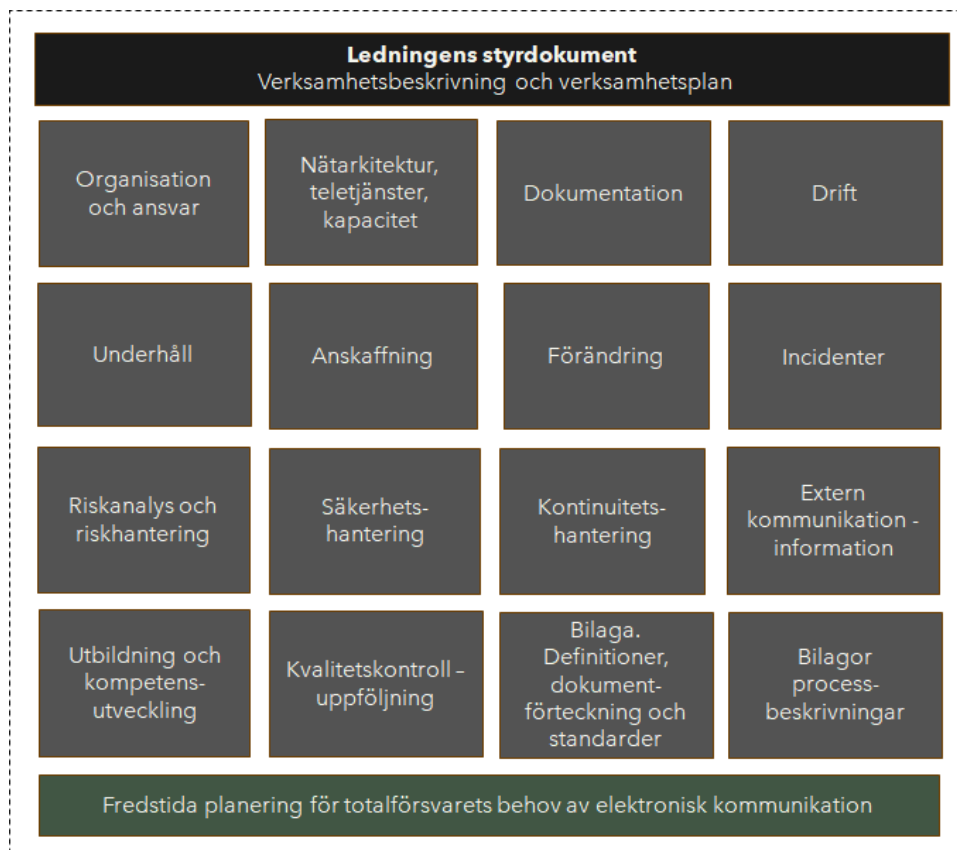 Ledningens styrdokument
Verksamhetsbeskrivning och verksamhetsplan
Organisation
och ansvar
Nätarkitektur,
teletjänster,
kapacitet
Dokumentation
Drift
Underhåll
Anskaffning
Förändring
Incidenter
Riskanalys och
riskhantering
Säkerhets-
hantering
Kontinuitets-
hantering
Extern
kommunikation -
information
Utbildning och
kompetens-
utveckling
Kvalitetskontroll –
uppföljning
Bilaga.
Definitioner,
dokument-
förteckning och
standarder
Bilagor
process-
beskrivningar
Fredstida planering för totalförsvarets behov av elektronisk kommunikation